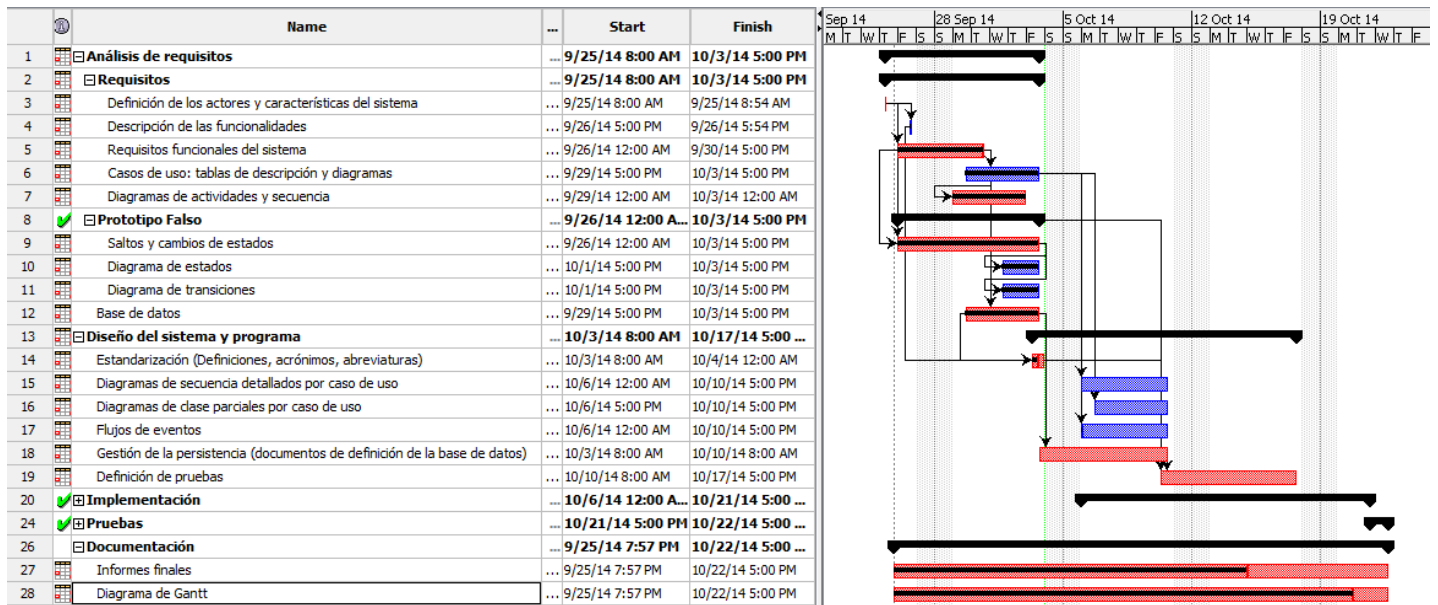 Name ... Start Finish Sep 14 28 Sep 14 5 Oct 14 12 Oct 14 19 Oct 14
M T W T F S S M T W T F S S M T W T F S S M T W T F S S M T W T F
1 Análisis de requisitos ... 9/25/14 8:00 AM 10/3/14 5:00 PM
2 Requisitos ... 9/25/14 8:00 AM 10/3/14 5:00 PM
3 Definición de los actores y características del sistema ... 9/25/14 8:00 AM 9/25/14 8:54 AM
4 Descripción de las funcionalidades ... 9/26/14 5:00 PM 9/26/14 5:54 PM
5 Requisitos funcionales del sistema ... 9/26/14 12:00 AM 9/30/14 5:00 PM
6 Casos de uso: tablas de descripción y diagramas ... 9/29/14 5:00 PM 10/3/14 5:00 PM
7 Diagramas de actividades y secuencia ... 9/29/14 12:00 AM 10/3/14 12:00 AM
8 Prototipo Falso ... 9/26/14 12:00 A... 10/3/14 5:00 PM
9 Saltos y cambios de estados ... 9/26/14 12:00 AM 10/3/14 5:00 PM
10 Diagrama de estados ... 10/1/14 5:00 PM 10/3/14 5:00 PM
11 Diagrama de transiciones ... 10/1/14 5:00 PM 10/3/14 5:00 PM
12 Base de datos ... 9/29/14 5:00 PM 10/3/14 5:00 PM
13 Diseño del sistema y programa ... 10/3/14 8:00 AM 10/17/14 5:00 ...
14 Estandarización (Definiciones, acrónimos, abreviaturas) ... 10/3/14 8:00 AM 10/4/14 12:00 AM
15 Diagramas de secuencia detallados por caso de uso ... 10/6/14 12:00 AM 10/10/14 5:00 PM
16 Diagramas de clase parciales por caso de uso ... 10/6/14 5:00 PM 10/10/14 5:00 PM
17 Flujos de eventos ... 10/6/14 12:00 AM 10/10/14 5:00 PM
18 Gestión de la persistencia (documentos de definición de la base de datos) ... 10/3/14 8:00 AM 10/10/14 8:00 AM
19 Definición de pruebas ... 10/10/14 8:00 AM 10/17/14 5:00 PM
20 Implementación ... 10/6/14 12:00 A... 10/21/14 5:00 ...
24 Pruebas ... 10/21/14 5:00 PM 10/22/14 5:00 ...
26 Documentación ... 9/25/14 7:57 PM 10/22/14 5:00 ...
27 Informes finales ... 9/25/14 7:57 PM 10/22/14 5:00 PM
28 Diagrama de Gantt ... 9/25/14 7:57 PM 10/22/14 5:00 PM